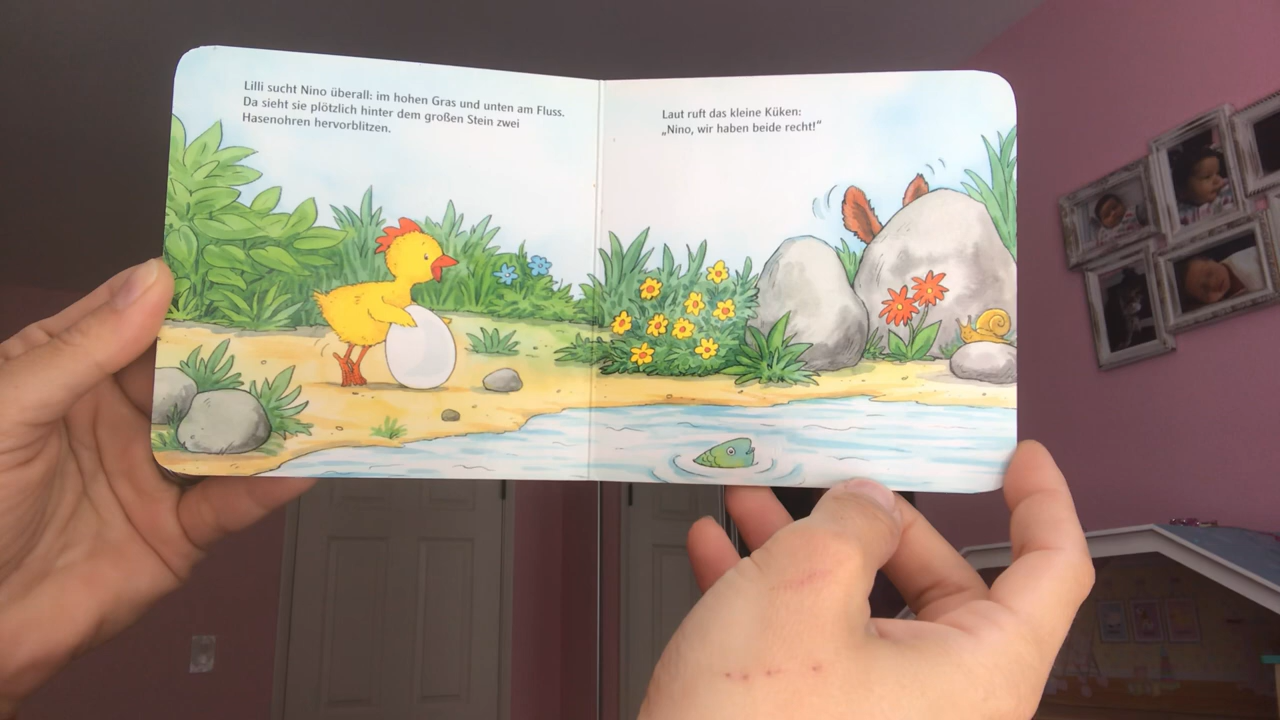 Lilli sucht Nino überall: im hohen Gras und unten am Fluss.
Da sieht sie plötzlich hinter dem großen Stein zwei
Hasenohren hervorblitzen.
Laut ruft das kleine Küken:
„Nino, wir haben beide recht!“